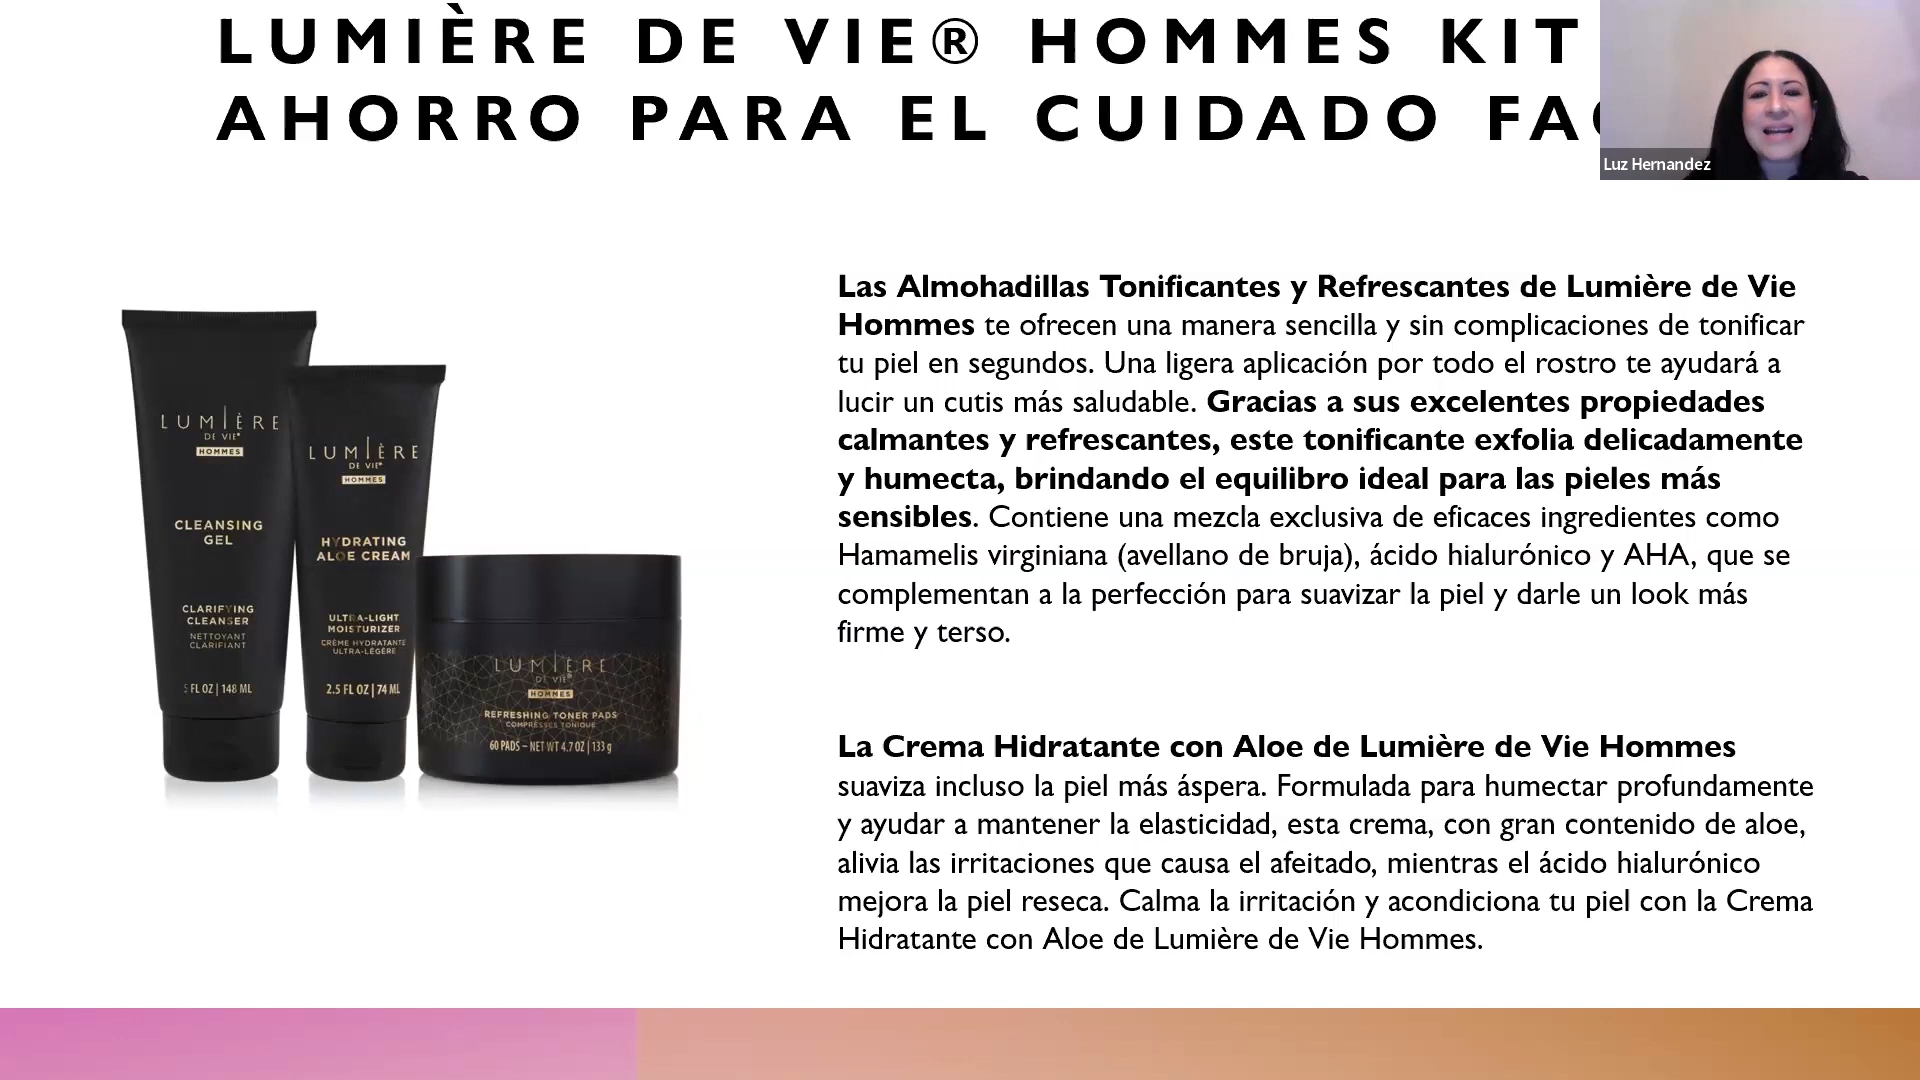 LUMIÈRE DE VIE® HOMMES KIT
AHORRO PARA EL CUIDADO
Luz Hernandez
Las Almohadillas Tonificantes y Refrescantes de Lumière de Vie
Hommes te ofrecen una manera sencilla y sin complicaciones de tonificar
tu piel en segundos. Una ligera aplicación por todo el rostro te ayudará a
lucir un cutis más saludable. Gracias a sus excelentes propiedades
calmantes y refrescantes, este tonificante exfolia delicadamente
y humecta, brindando el equilibro ideal para las pieles más
sensibles. Contiene una mezcla exclusiva de eficaces ingredientes como
Hamamelis virginiana (avellano de bruja), ácido hialurónico y AHA, que se
complementan a la perfección para suavizar la piel y darle un look más
firme y terso.
La Crema Hidratante con Aloe de Lumière de Vie Hommes
suaviza incluso la piel más áspera. Formulada para humectar profundamente
y ayudar a mantener la elasticidad, esta crema, con gran contenido de aloe,
alivia las irritaciones que causa el afeitado, mientras el ácido hialurónico
mejora la piel reseca. Calma la irritación y acondiciona tu piel con la Crema
Hidratante con Aloe de Lumière de Vie Hommes.
LUMIÈRE
DE VIE®
HOMMES
CLEANSING
GEL
CLARIFYING
CLEANSER
NETTOYANT
CLARIFIANT
5 FL OZ | 148 ML
LUMIÈRE
DE VIE®
HOMMES
HYDRATING
ALOE CREAM
ULTRA-LIGHT
MOISTURIZER
CRÈME HYDRATANTE
ULTRA-LÉGÈRE
2.5 FL OZ | 74 ML
LUMIÈRE
DE VIE®
HOMMES
REFRESHING TONER PADS
COMPRESSES TONIQUE
60 PADS – NET WT 4.7 OZ | 133 g